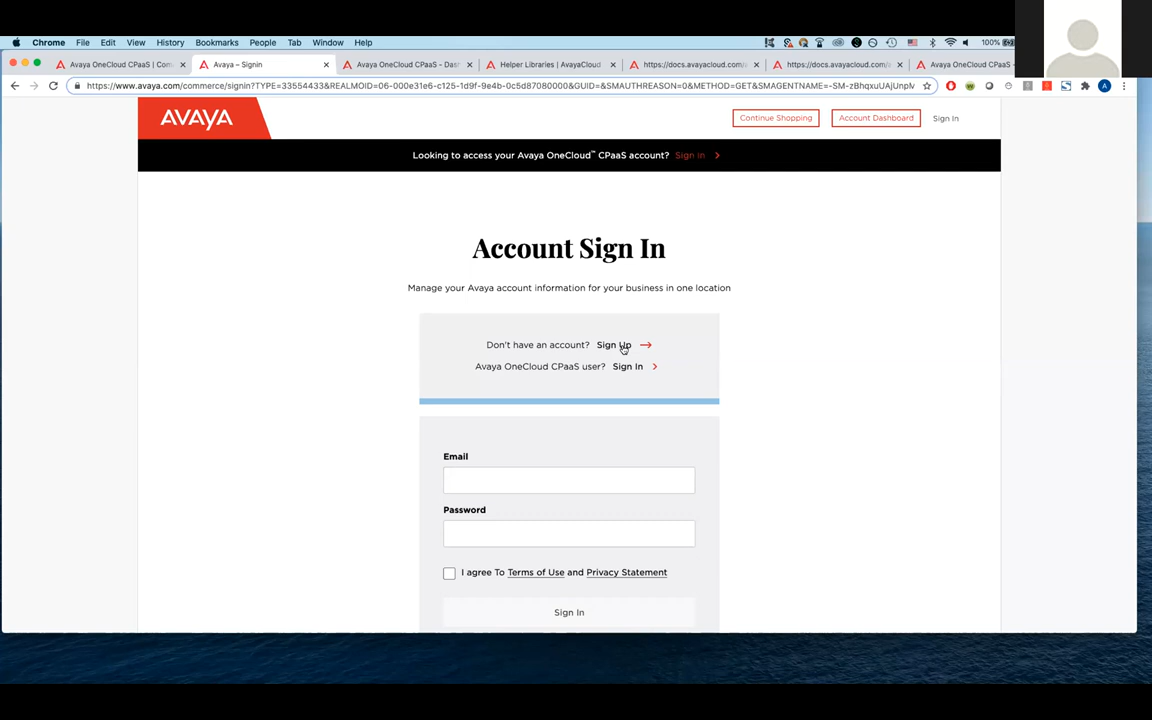 Chrome File Edit View History Bookmarks People Tab Window Help 100%
Avaya OneCloud CPaaS | Com
Avaya – Signin
Avaya OneCloud CPaaS - Das
Helper Libraries | AvayaCloud
https://docs.avayacloud.com/
https://docs.avayacloud.com/
Avaya OneCloud CPaaS -
https://www.avaya.com/commerce/signin?TYPE=33554433&REALMOID=06-000e31e6-c125-1d9f-9e4b-0c5d87080000&GUID=&SMAUTHREASON=0&METHOD=GET&SMAGENTNAME=-SM-zBhqxuUAjUnpM
A
AVAYA
Continue Shopping
Account Dashboard
Sign In
Looking to access your Avaya OneCloud™ CPaaS account? Sign in
Account Sign In
Manage your Avaya account information for your business in one location
Don't have an account? Sign Up
Avaya OneCloud CPaaS user? Sign In
Email
Password
I agree To Terms of Use and Privacy Statement
Sign In